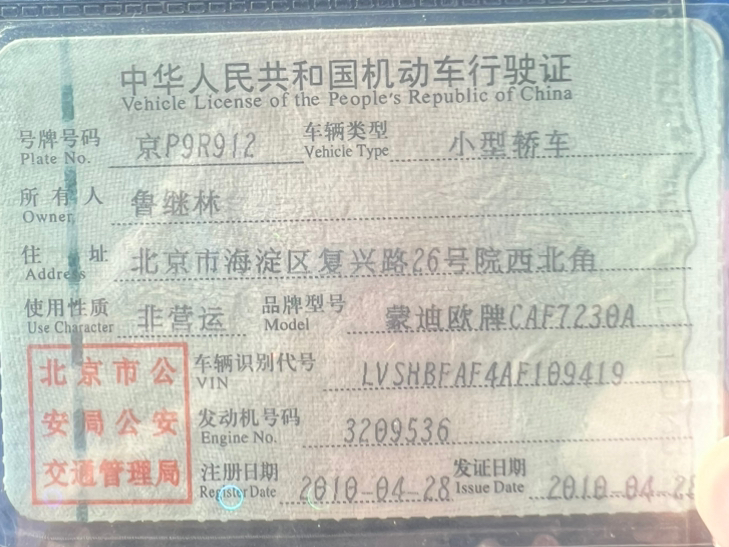 中华人民共和国机动车行驶证
Vehicle License of the People's Republic of China
号牌号码 京P9R912 车辆类型 小型轿车
Plate No. Vehicle Type
所有人 鲁继林
Owner
住址 北京市海淀区复兴路26号院西北角
Address
使用性质 非营运 品牌型号 蒙迪欧牌CAF7230A
Use Character Model
北京市公安局公安交通管理局
车辆识别代号 LVSHBFAF4AF109419
VIN
发动机号码 3209536
Engine No.
注册日期 2010-04-28 发证日期 2010-04-28
Register Date Issue Date